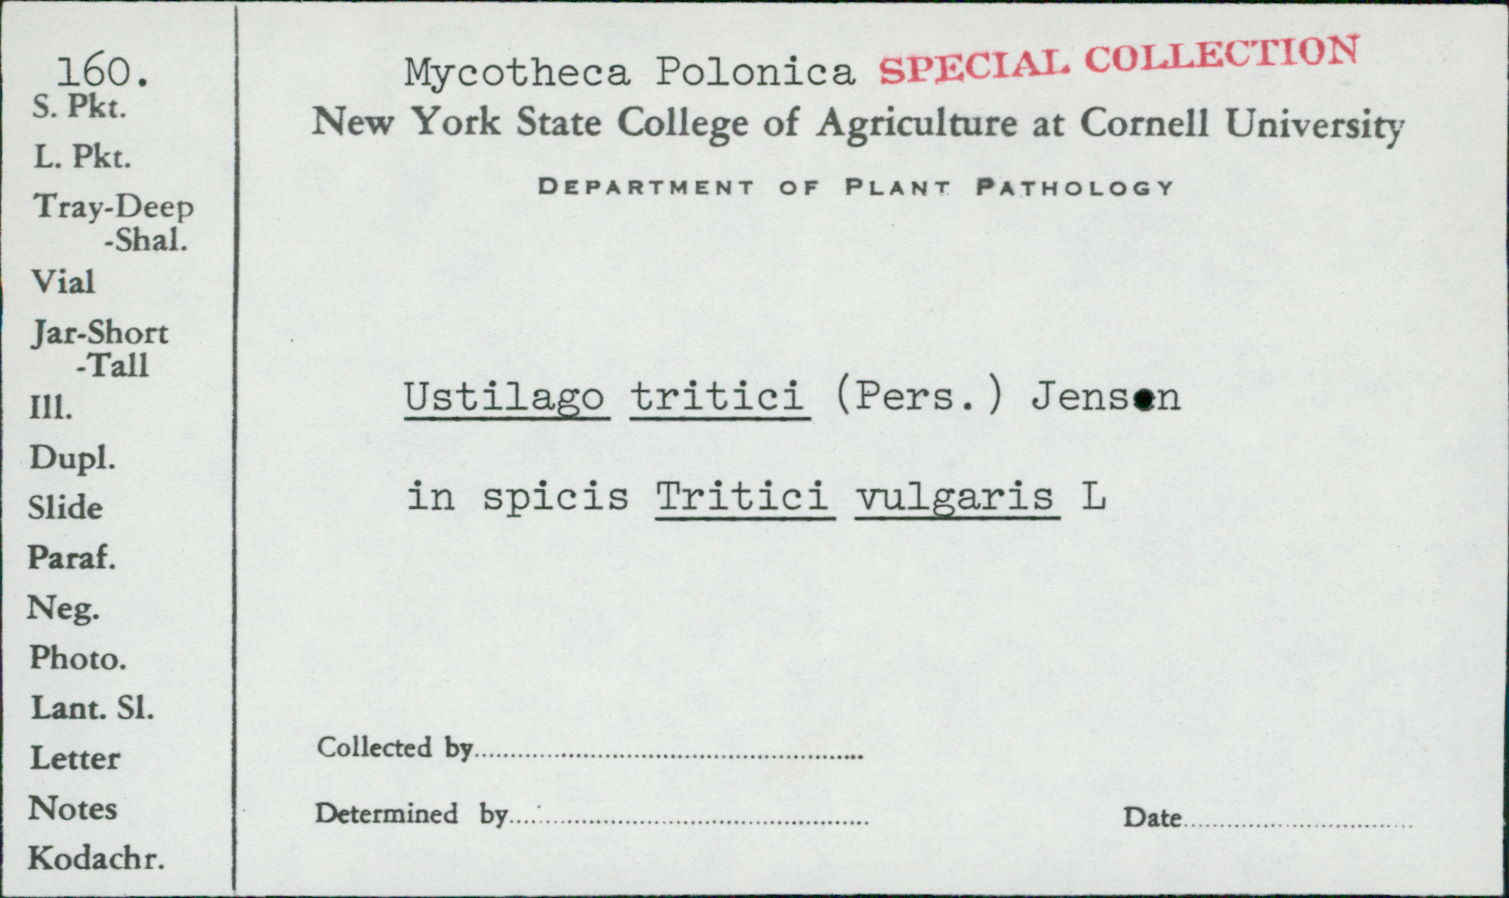 160.
S. Pkt.
L. Pkt.
Tray-Deep
-Shal.
Vial
Jar-Short
-Tall
Ill.
Dupl.
Slide
Paraf.
Neg.
Photo.
Lant. Sl.
Letter
Notes
Kodachr.
Mycotheca Polonica SPECIAL COLLECTION
New York State College of Agriculture at Cornell University
DEPARTMENT OF PLANT PATHOLOGY
Ustilago tritici (Pers.) Jensen
in spicis Tritici vulgaris L
Collected by
Determined by
Date